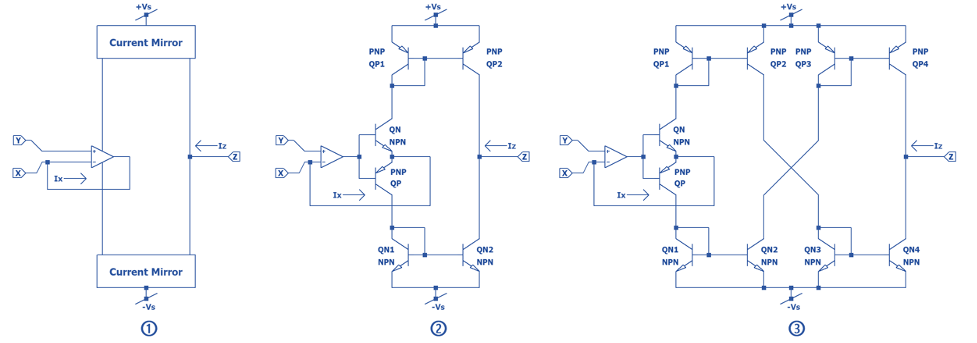 +Vs
Current Mirror
Y
+
-
X
Ix
Iz
Z
Current Mirror
-Vs
①
+Vs
PNP
QP1
PNP
QP2
QN
NPN
Y
+
-
X
PNP
QP
Ix
Iz
Z
QN1
NPN
QN2
NPN
-Vs
②
+Vs
PNP
QP1
PNP
QP2
PNP
QP3
PNP
QP4
QN
NPN
Y
+
-
X
PNP
QP
Ix
Iz
Z
QN1
NPN
QN2
NPN
QN3
NPN
QN4
NPN
-Vs
③